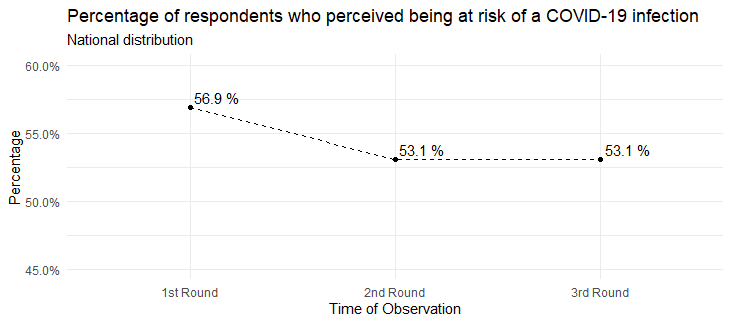 Percentage of respondents who perceived being at risk of a COVID-19 infection
National distribution
60.0%
55.0%
50.0%
45.0%
Percentage
56.9 %
53.1 %
53.1 %
1st Round
2nd Round
3rd Round
Time of Observation